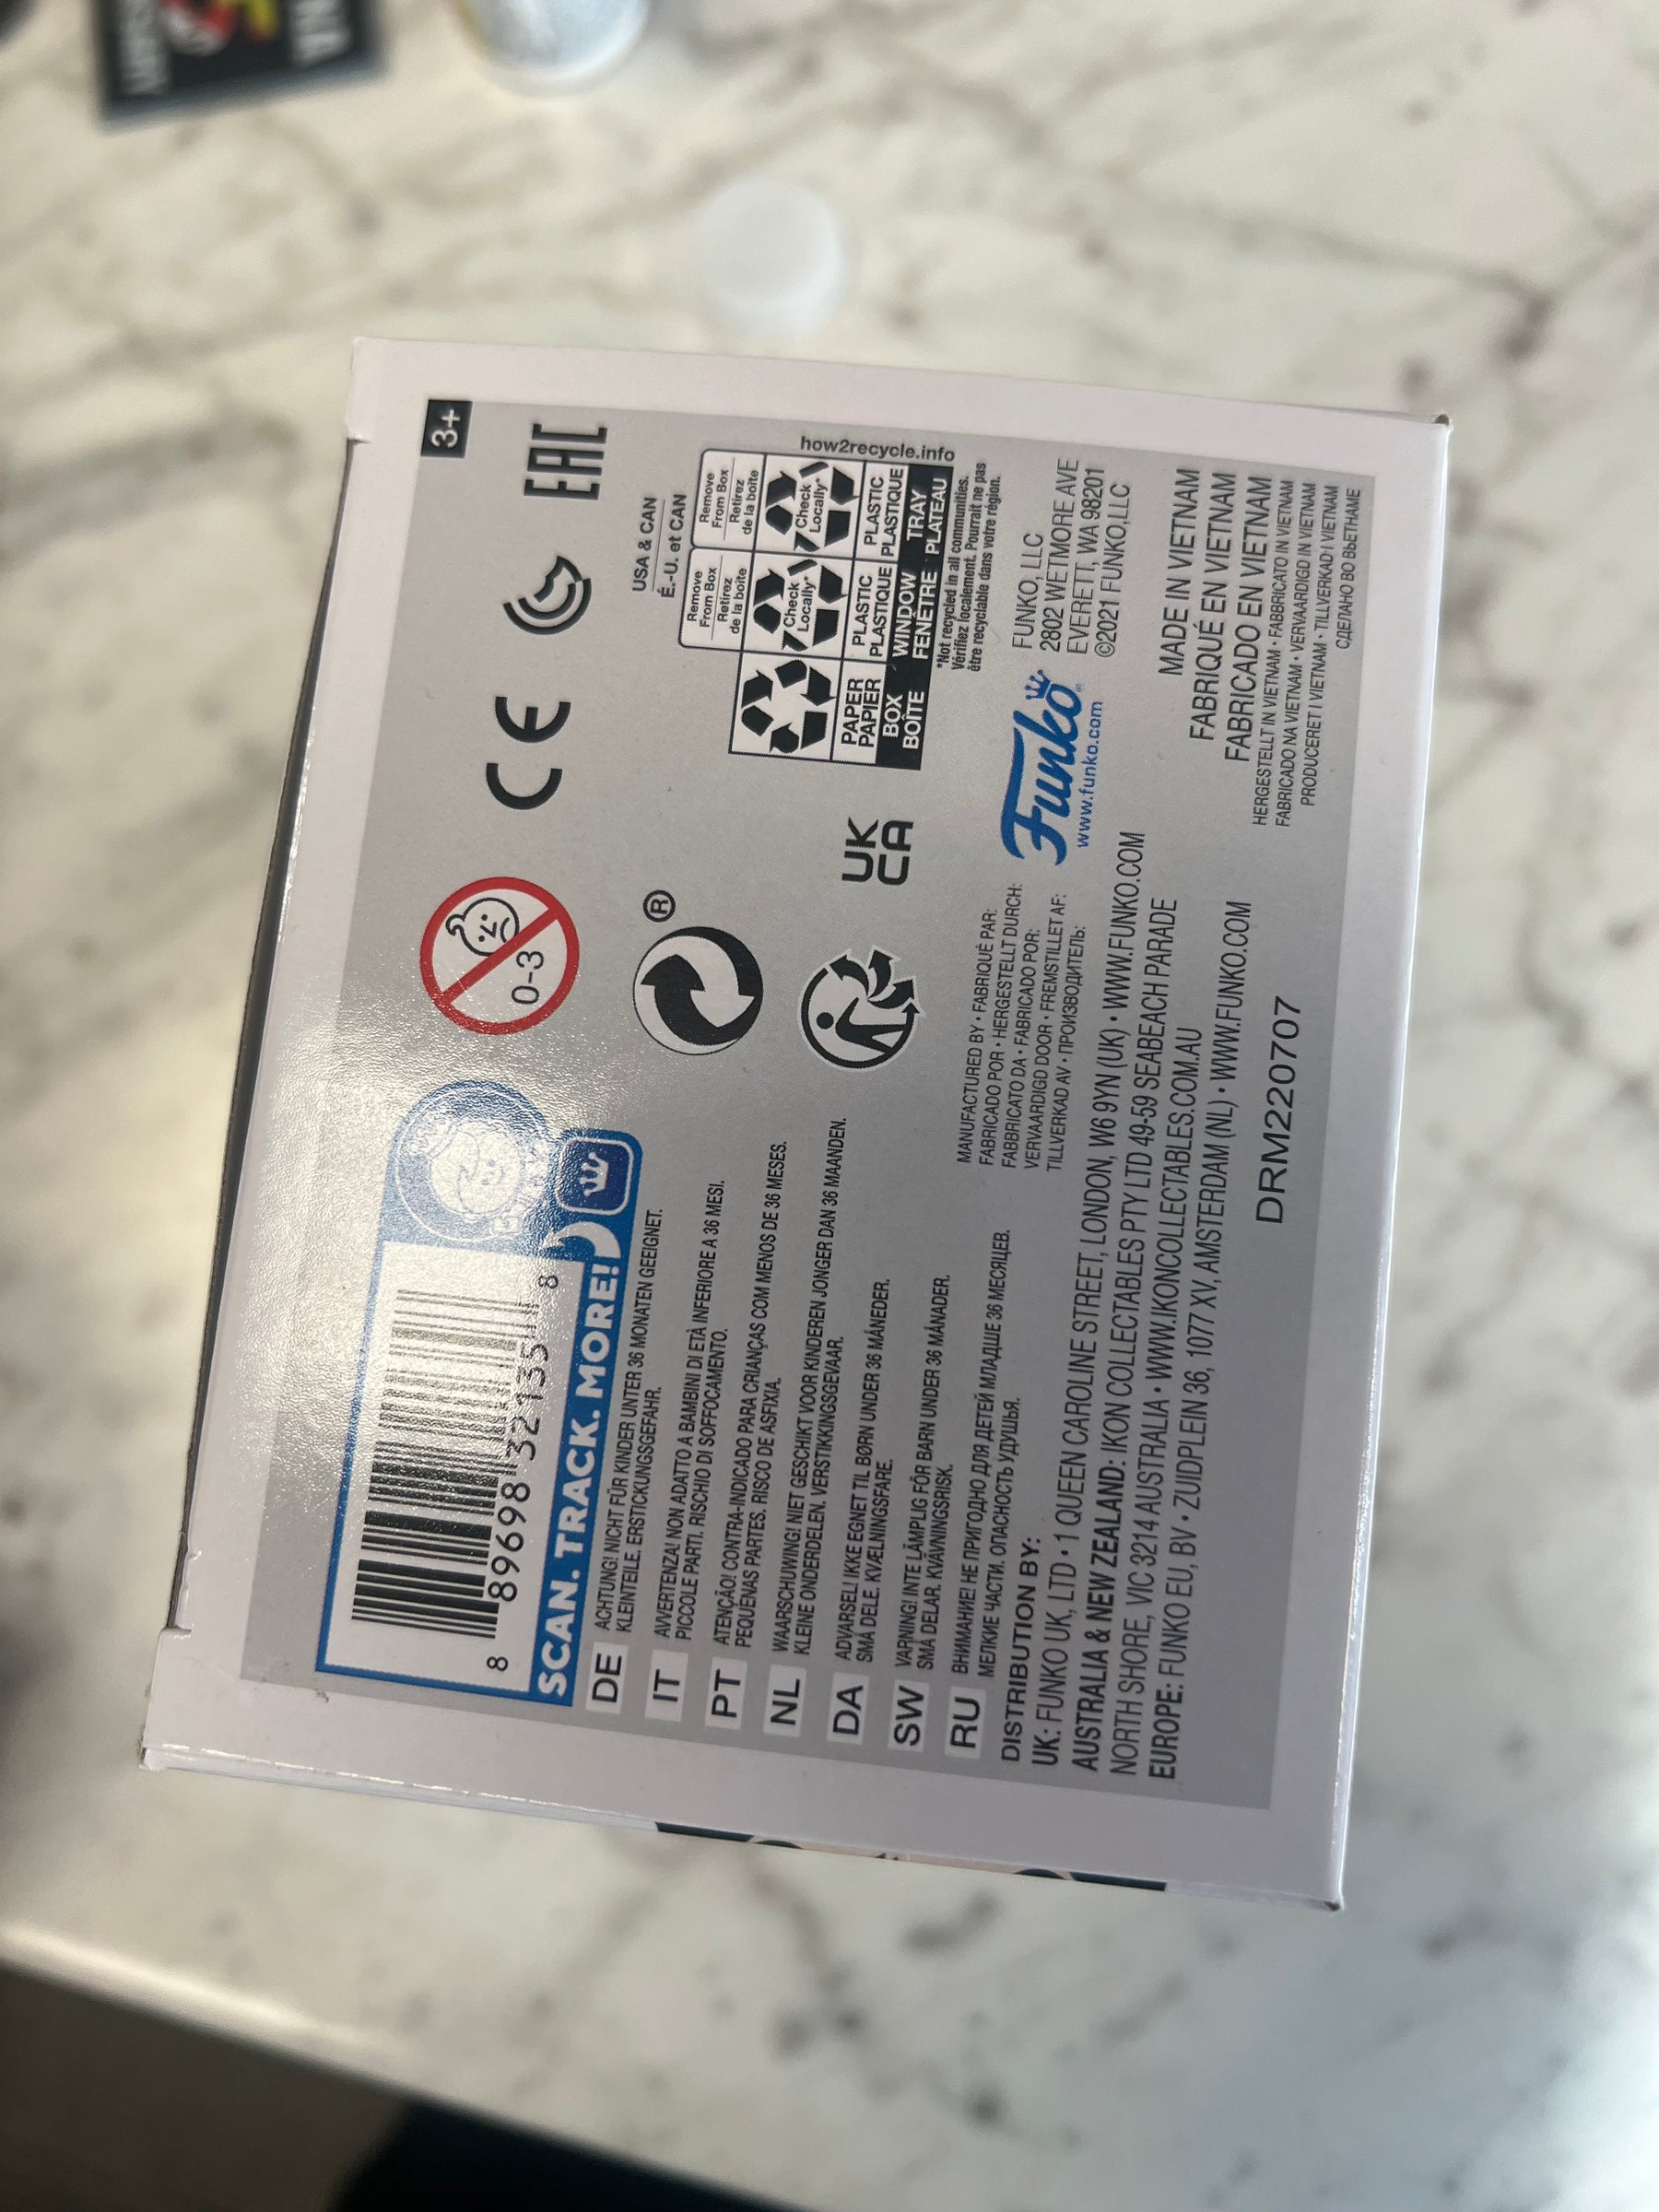 8 89698 32135 8
SCAN. TRACK. MORE!
DE ACHTUNG! NICHT FÜR KINDER UNTER 36 MONATEN GEEIGNET.
KLEINTEILE. ERSTICKUNGSGEFAHR.
IT AVVERTENZA! NON ADATTO A BAMBINI DI ETÀ INFERIORE A 36 MESI.
PICCOLE PARTI. RISCHIO DI SOFFOCAMENTO.
PT ATENÇÃO! CONTRA-INDICADO PARA CRIANÇAS COM MENOS DE 36 MESES.
PEQUENAS PARTES. RISCO DE ASFIXIA.
NL WAARSCHUWING! NIET GESCHIKT VOOR KINDEREN JONGER DAN 36 MAANDEN.
KLEINE ONDERDELEN. VERSTIKKINGSGEVAAR.
DA ADVARSEL! IKKE EGNET TIL BØRN UNDER 36 MÅNEDER.
SMÅ DELE. KVÆLNINGSFARE.
SW VARNING! INTE LÄMPLIG FÖR BARN UNDER 36 MÅNADER.
SMÅ DELAR. KVÄVNINGSRISK.
RU ВНИМАНИЕ! НЕ ПРИГОДНО ДЛЯ ДЕТЕЙ МЛАДШЕ 36 МЕСЯЦЕВ.
МЕЛКИЕ ЧАСТИ. ОПАСНОСТЬ УДУШЬЯ.
DISTRIBUTION BY:
UK: FUNKO UK, LTD • 1 QUEEN CAROLINE STREET, LONDON, W6 9YN (UK) • WWW.FUNKO.COM
AUSTRALIA & NEW ZEALAND: IKON COLLECTABLES PTY LTD 49-59 SEABEACH PARADE
NORTH SHORE, VIC 3214 AUSTRALIA • WWW.IKONCOLLECTABLES.COM.AU
EUROPE: FUNKO EU, BV • ZUIDPLEIN 36, 1077 XV, AMSTERDAM (NL) • WWW.FUNKO.COM
DRM220707
0-3
CE
EAC
3+
®
UK
CA
USA & CAN
É.-U. et CAN
Remove
From Box
Retirez
de la boîte
Remove
From Box
Retirez
de la boîte
Check
Locally*
Check
Locally*
PAPER
PAPIER
PLASTIC
PLASTIQUE
PLASTIC
PLASTIQUE
BOX
BOÎTE
WINDOW
FENÊTRE
TRAY
PLATEAU
how2recycle.info
*Not recycled in all communities.
Vérifiez localement. Pourrait ne pas
être recyclable dans votre région.
MANUFACTURED BY • FABRIQUÉ PAR:
FABRICADO POR • HERGESTELLT DURCH:
FABBRICATO DA • FABRICADO POR:
VERVAARDIGD DOOR • FREMSTILLET AF:
TILLVERKAD AV • ПРОИЗВОДИТЕЛЬ:
Funko
www.funko.com
FUNKO, LLC
2802 WETMORE AVE
EVERETT, WA 98201
©2021 FUNKO, LLC
MADE IN VIETNAM
FABRIQUÉ EN VIETNAM
FABRICADO EN VIETNAM
HERGESTELLT IN VIETNAM • FABBRICATO IN VIETNAM
FABRICADO NA VIETNAM • VERVAARDIGD IN VIETNAM
PRODUCERET I VIETNAM • TILLVERKAD I VIETNAM
СДЕЛАНО ВО ВЬЕТНАМЕ